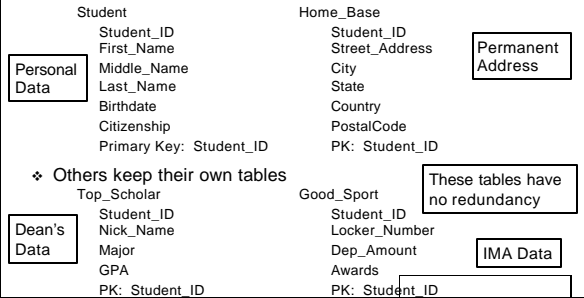 Student
Student_ID
First_Name
Middle_Name
Last_Name
Birthdate
Citizenship
Primary Key: Student_ID
Personal
Data
Home_Base
Student_ID
Street_Address
City
State
Country
PostalCode
PK: Student_ID
Permanent
Address
❖ Others keep their own tables
These tables have
no redundancy
Top_Scholar
Student_ID
Nick_Name
Major
GPA
PK: Student_ID
Dean's
Data
Good_Sport
Student_ID
Locker_Number
Dep_Amount
Awards
PK: Student_ID
IMA Data